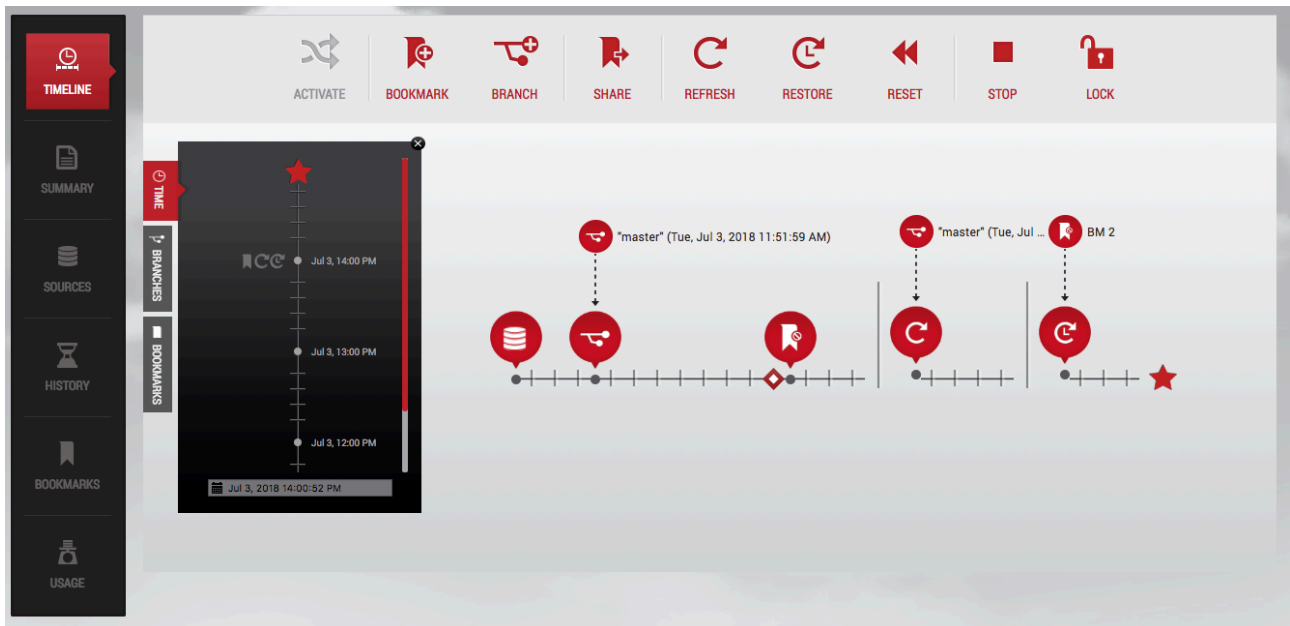 TIMELINE
SUMMARY
SOURCES
HISTORY
BOOKMARKS
USAGE
ACTIVATE
BOOKMARK
BRANCH
SHARE
REFRESH
RESTORE
RESET
STOP
LOCK
TIME
BRANCHES
BOOKMARKS
Jul 3, 14:00 PM
Jul 3, 13:00 PM
Jul 3, 12:00 PM
Jul 3, 2018 14:00:52 PM
"master" (Tue, Jul 3, 2018 11:51:59 AM)
"master" (Tue, Jul ...
BM 2